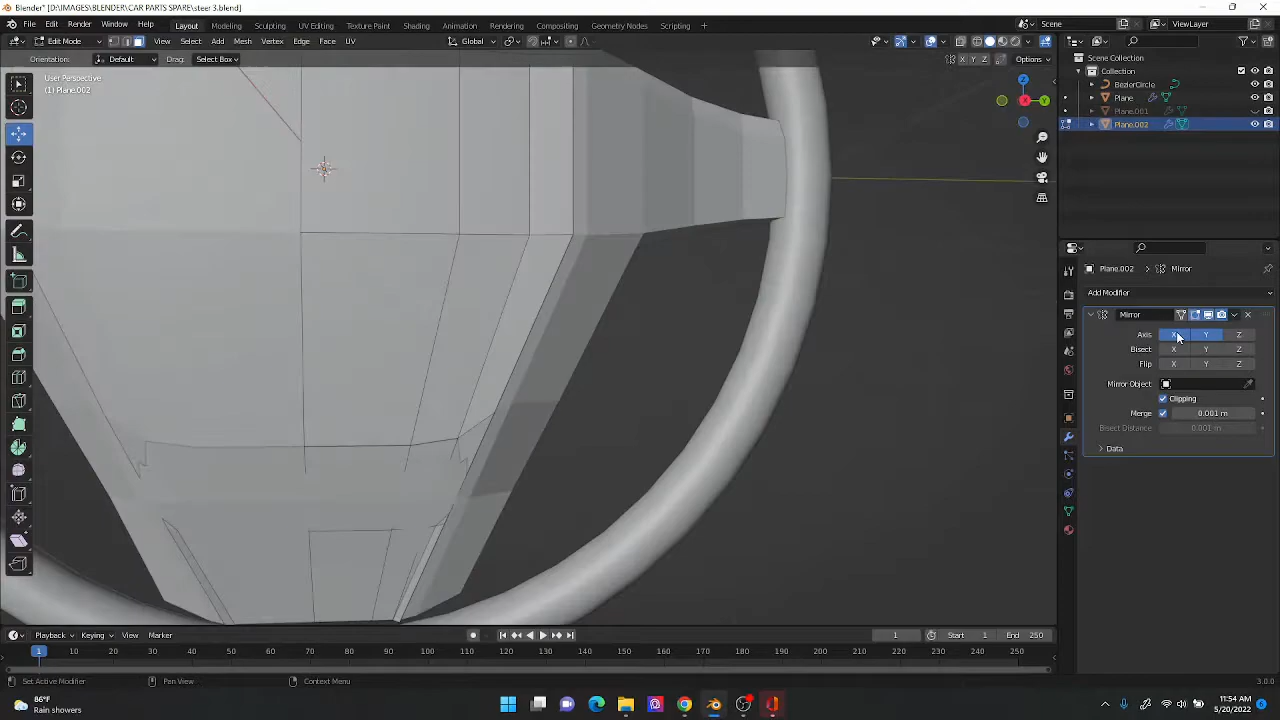 Blender* [D:\IMAGES\BLENDER\CAR PARTS SPARE\steer 3.blend]
File Edit Render Window Help Layout Modeling Sculpting UV Editing Texture Paint Shading Animation Rendering Compositing Geometry Nodes Scripting + Scene ViewLayer
Edit Mode View Select Add Mesh Vertex Edge Face UV Global
Orientation: Default Drag: Select Box X Y Z Options
User Perspective
(1) Plane.002
Z
X Y
Scene Collection
Collection
BezierCircle
Plane
Plane.001
Plane.002
Plane.002 Mirror
Add Modifier
Mirror
Axis X Y Z
Bisect X Y Z
Flip X Y Z
Mirror Object
Clipping
Merge 0.001 m
Bisect Distance 0.001 m
Data
Playback Keying View Marker 1 Start 1 End 250
1 10 20 30 40 50 60 70 80 90 100 110 120 130 140 150 160 170 180 190 200 210 220 230 240 250
Set Active Modifier Pan View Context Menu 3.0.0
86°F
Rain showers
11:54 AM
5/20/2022